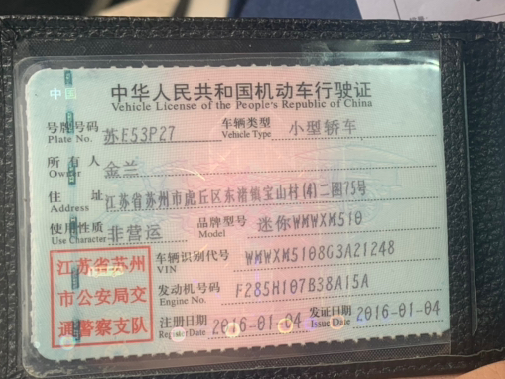 中国
中华人民共和国机动车行驶证
Vehicle License of the People's Republic of China
号牌号码 苏E53P27 车辆类型 小型轿车
Plate No. Vehicle Type
所有人 金兰
Owner
住址 江苏省苏州市虎丘区东渚镇宝山村(4)二图75号
Address
使用性质 非营运 品牌型号 迷你WMWXM510
Use Character Model
江苏省苏州
市公安局交
通警察支队
车辆识别代号 WMWXM5108G3A21248
VIN
发动机号码 F285H107B38A15A
Engine No.
注册日期 2016-01-04 发证日期 2016-01-04
Register Date Issue Date